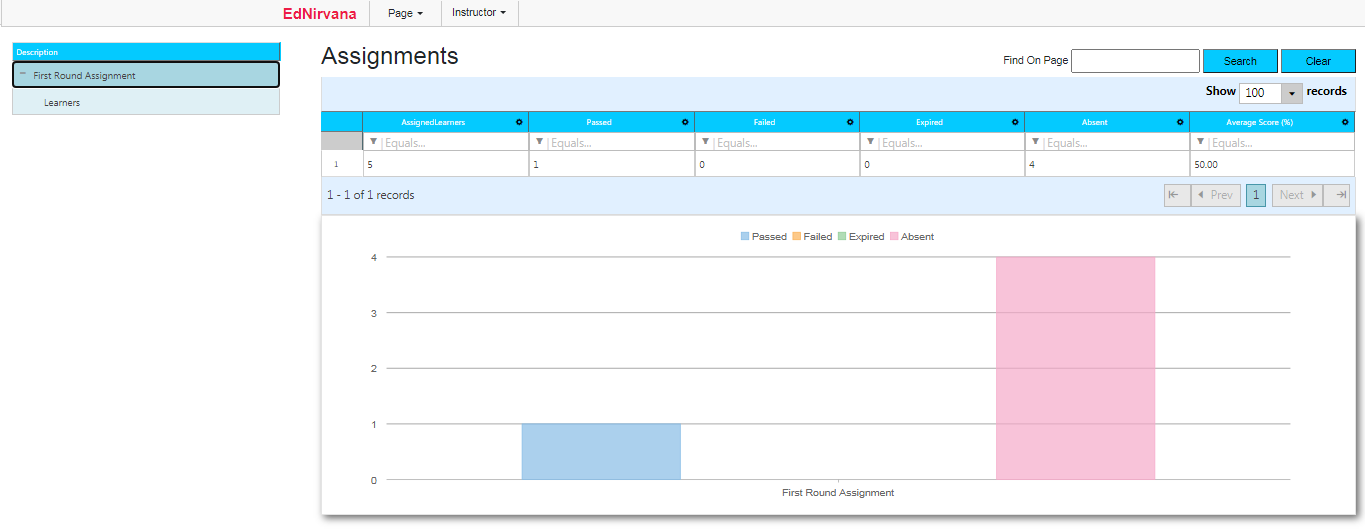 EdNirvana Page Instructor
Description
First Round Assignment
Learners
Assignments
Find On Page Search Clear
Show 100 records
AssignedLearners Passed Failed Expired Absent Average Score (%)
Equals... Equals... Equals... Equals... Equals... Equals...
1 5 1 0 0 4 50.00
1 - 1 of 1 records Prev 1 Next
Passed Failed Expired Absent
4
3
2
1
0
First Round Assignment